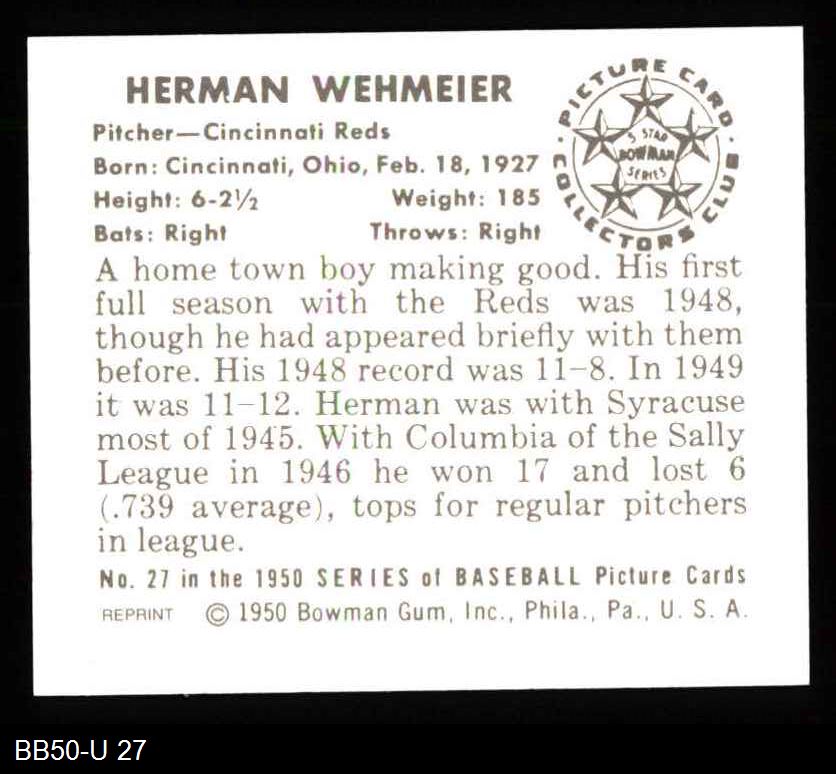 HERMAN WEHMEIER
Pitcher—Cincinnati Reds
Born: Cincinnati, Ohio, Feb. 18, 1927
Height: 6-2½ Weight: 185
Bats: Right Throws: Right
PICTURE CARD
COLLECTORS CLUB
5 STAR
BOWMAN
SERIES
A home town boy making good. His first
full season with the Reds was 1948,
though he had appeared briefly with them
before. His 1948 record was 11–8. In 1949
it was 11–12. Herman was with Syracuse
most of 1945. With Columbia of the Sally
League in 1946 he won 17 and lost 6
(.739 average), tops for regular pitchers
in league.
No. 27 in the 1950 SERIES of BASEBALL Picture Cards
REPRINT © 1950 Bowman Gum, Inc., Phila., Pa., U. S. A.
BB50-U 27